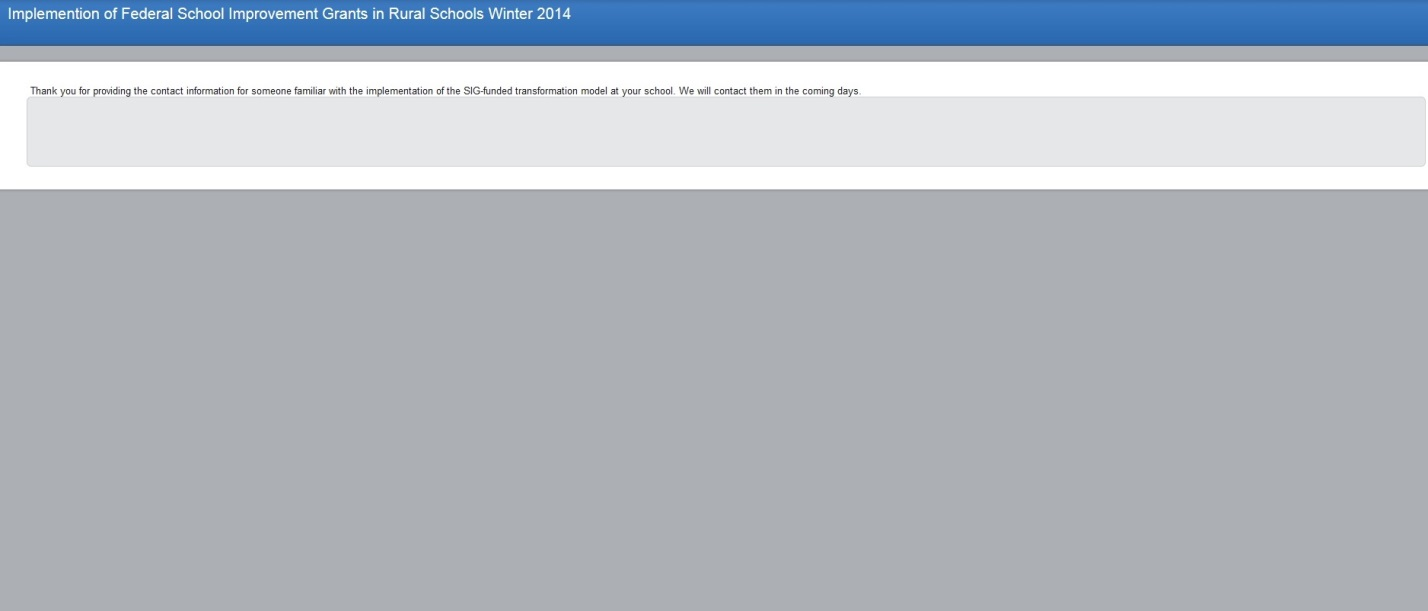 Implemention of Federal School Improvement Grants in Rural Schools Winter 2014
Thank you for providing the contact information for someone familiar with the implementation of the SIG-funded transformation model at your school. We will contact them in the coming days.